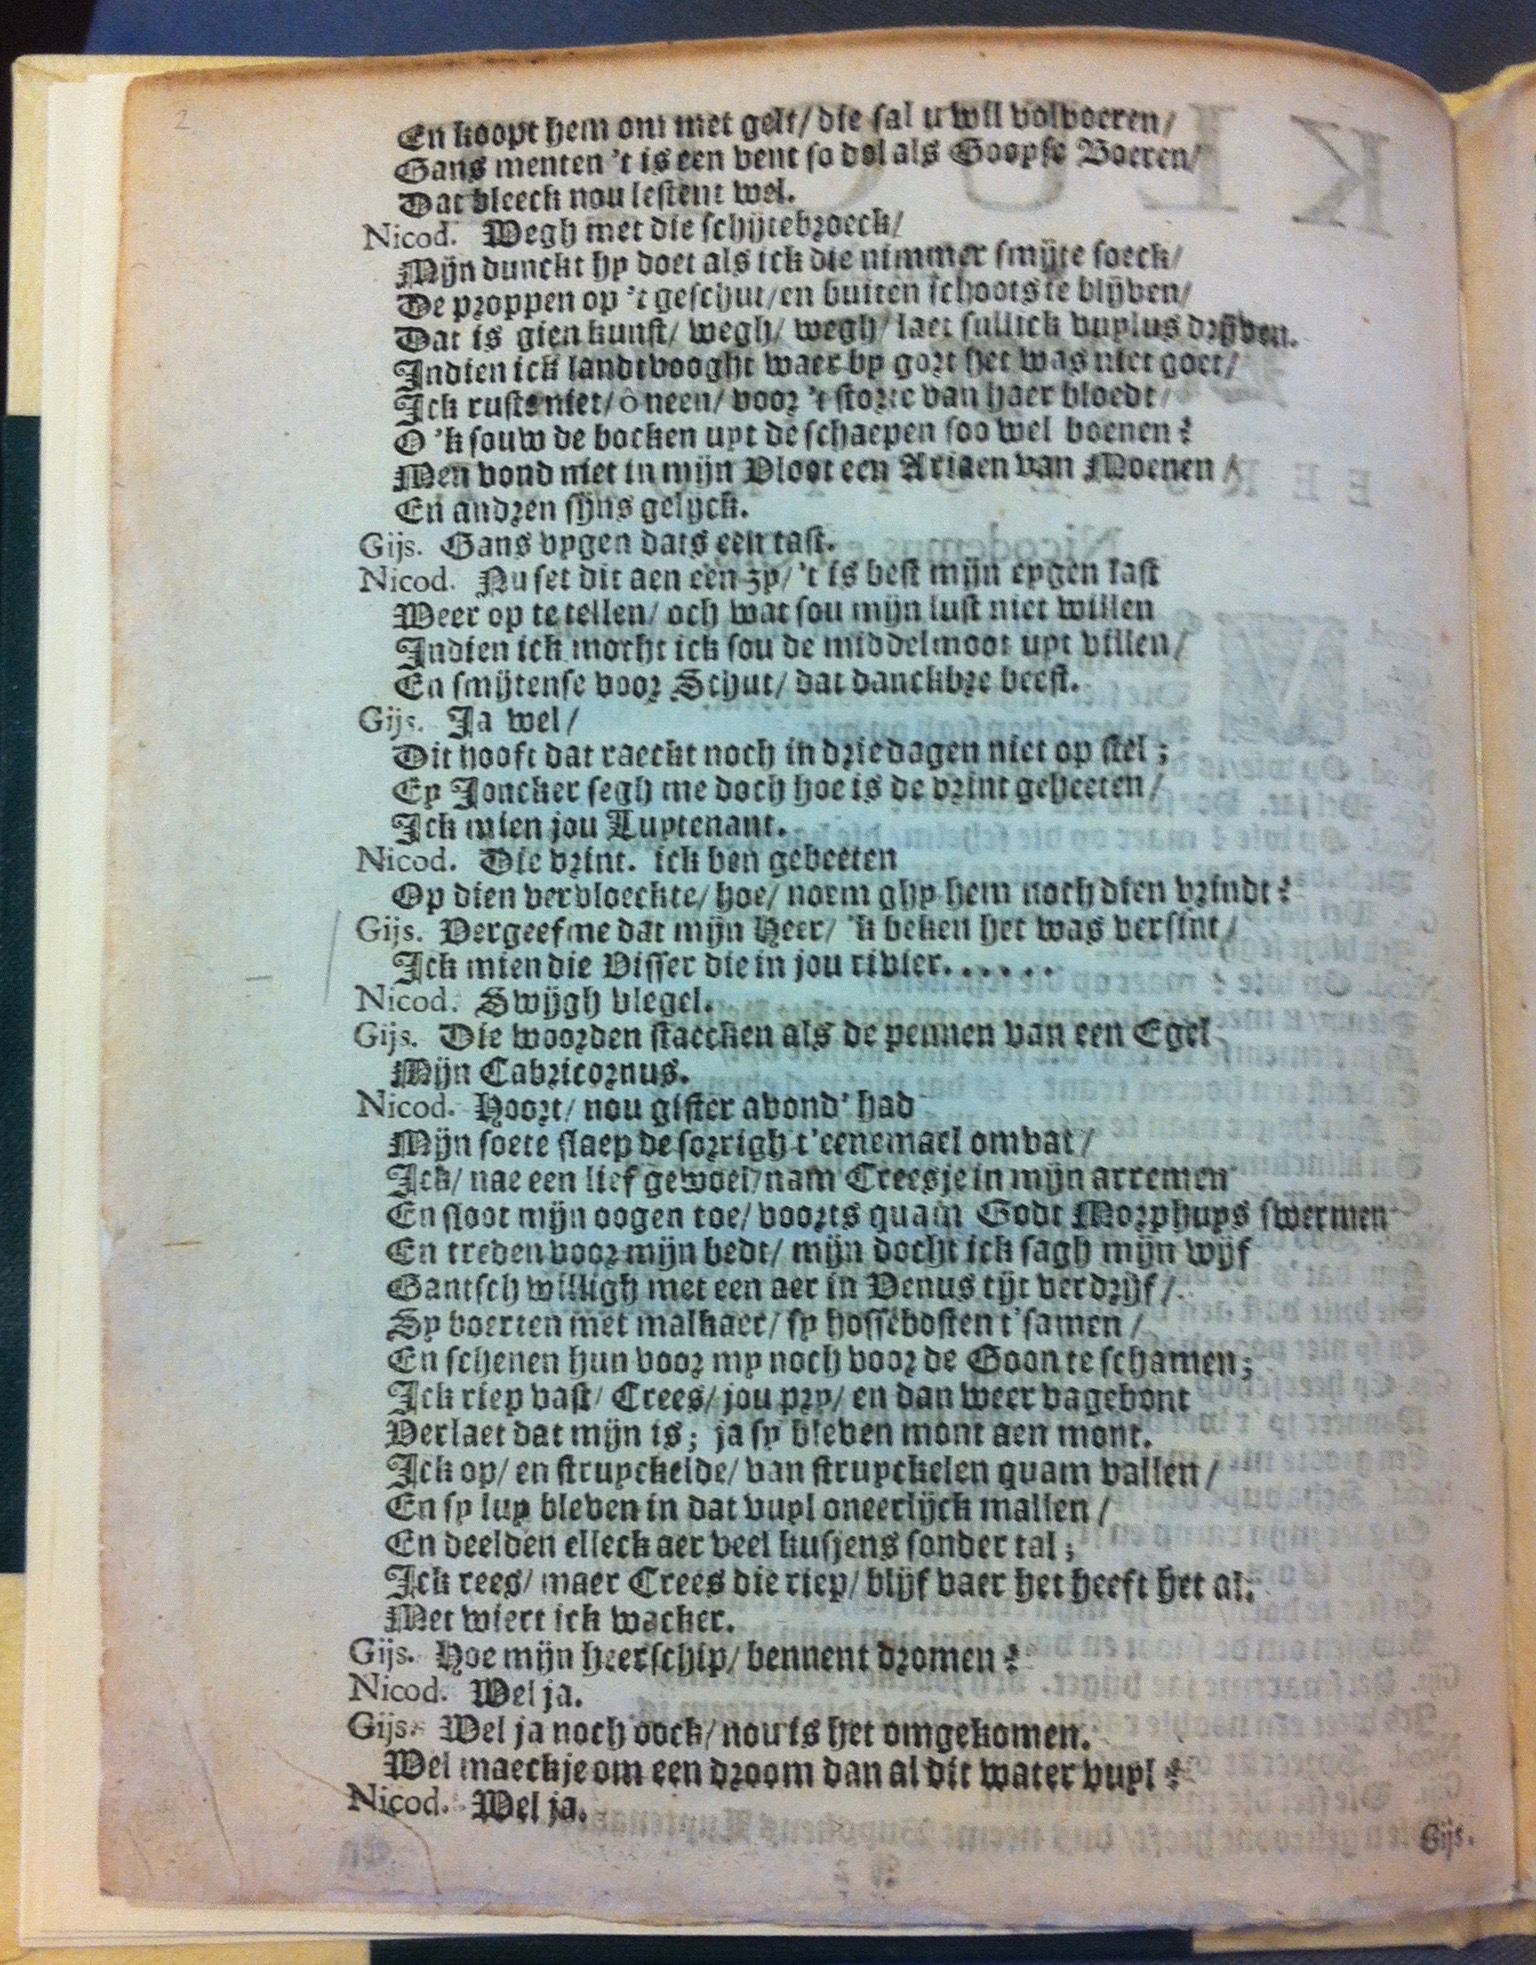 2
En koopt hem om met gelt/ die sal u wil volvoeren/
Gans menten 't is een vent so dol als Goopse Boeren/
Dat bleeck nou lestent wel.
Nicod. Wegh met die schijtebroeck/
Mijn dunckt hy doet als ick die nimmer smijte soeck/
De proppen op 't geschut/ en buiten schoots te blijven/
Dat is gien kunst/ wegh/ wegh/ laet sullick vuylus drijven.
Indien ick landtvooght waer by gort het was niet goet/
Ick ruste niet/ ô neen/ voor 't storte van haer bloedt/
O 'k souw de bocken uyt de schaepen soo wel boenen?
Men vond niet in mijn Vloot een Ariaen van Moenen/
En andren sijns gelijck.
Gijs. Gans vygen dats een tast.
Nicod. Nu set dit aen een zy/ 't is best mijn eygen last
Weer op te tellen/ och wat sou mijn lust niet willen
Indien ick mocht ick sou de middelmoot uyt villen/
En smijtense voor Schut/ dat danckbre beest.
Gijs. Ja wel/
Dit hooft dat raeckt noch in drie dagen niet op stel;
Ey Joncker segh me doch hoe is de vrint geheeten/
Ick mien jou Luytenant.
Nicod. Die vrint. ick ben gebeeten
Op dien vervloeckte/ hoe/ noem ghy hem noch dien vrindt?
Gijs. Vergeef me dat mijn Heer/ 'k beken het was versint/
Ick mien die Visser die in jou rivier......
Nicod. Swijgh vlegel.
Gijs. Die woorden staecken als de pennen van een Egel
Mijn Cabricornus.
Nicod. Hoort/ nou gister avond' had
Mijn soete slaep de sorrigh t'eenemael omvat/
Ick/ nae een lief gewoel/ nam Creesje in mijn arremen
En sloot mijn oogen toe/ voorts quam Godt Morphuys swermen
En treden voor mijn bedt/ mijn docht ick sagh mijn wijf
Gantsch willigh met een aer in Venus tijt verdrijf/
Sy boerten met malkaer/ sy hossebosten t'samen/
En schenen hun voor my noch voor de Goon te schamen;
Ick riep vast/ Crees/ jou pry/ en dan weer vagebont
Verlaet dat mijn is; ja sy bleven mont aen mont.
Ick op/ en struyckelde/ van struyckelen quam vallen/
En sy luy bleven in dat vuyl oneerlijck mallen/
En deelden elleck aer veel kusjens sonder tal;
Ick rees/ maer Crees die riep/ blijf vaer het heeft het al.
Met wiert ick wacker.
Gijs. Hoe mijn heerschip/ bennent dromen?
Nicod. Wel ja.
Gijs. Wel ja noch oock/ nou is het omgekomen.
Wel maeckje om een droom dan al dit water vuyl?
Nicod. Wel ja.
Gijs.